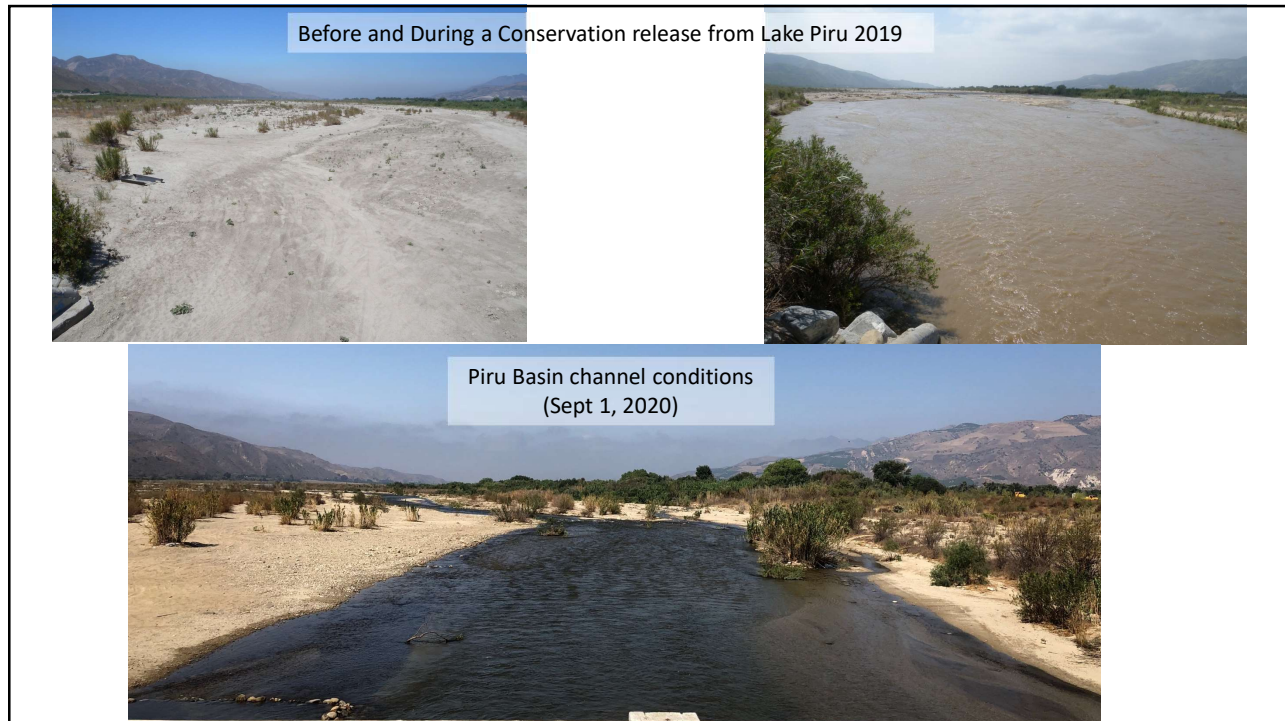 Before and During a Conservation release from Lake Piru 2019
Piru Basin channel conditions
(Sept 1, 2020)